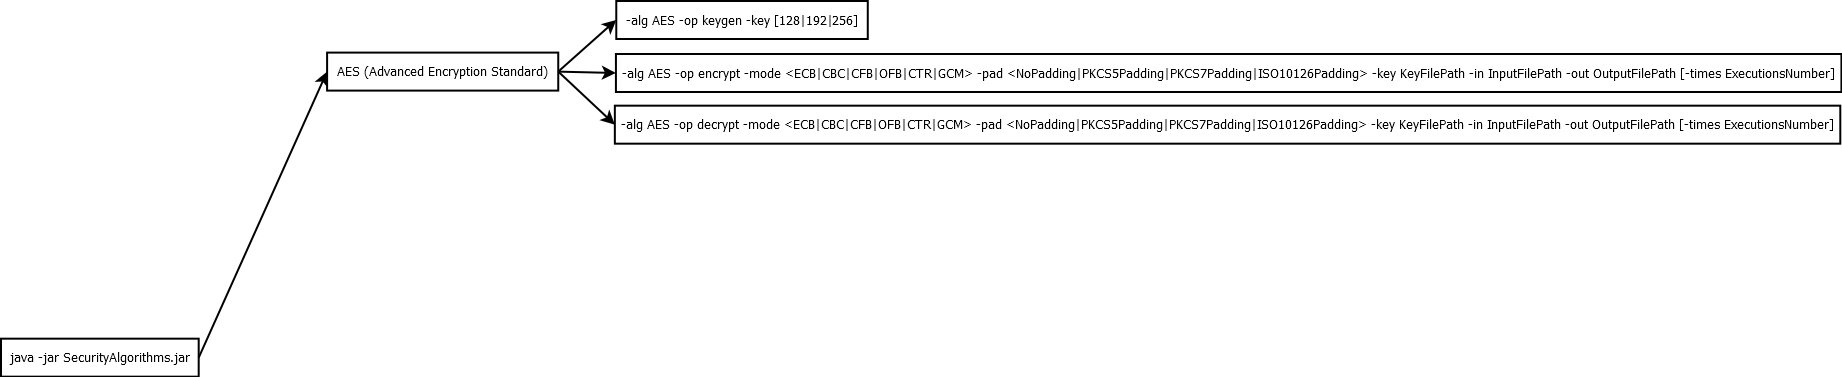 -alg AES -op keygen -key [128|192|256]
AES (Advanced Encryption Standard)
-alg AES -op encrypt -mode <ECB|CBC|CFB|OFB|CTR|GCM> -pad <NoPadding|PKCS5Padding|PKCS7Padding|ISO10126Padding> -key KeyFilePath -in InputFilePath -out OutputFilePath [-times ExecutionsNumber]
-alg AES -op decrypt -mode <ECB|CBC|CFB|OFB|CTR|GCM> -pad <NoPadding|PKCS5Padding|PKCS7Padding|ISO10126Padding> -key KeyFilePath -in InputFilePath -out OutputFilePath [-times ExecutionsNumber]
java -jar SecurityAlgorithms.jar